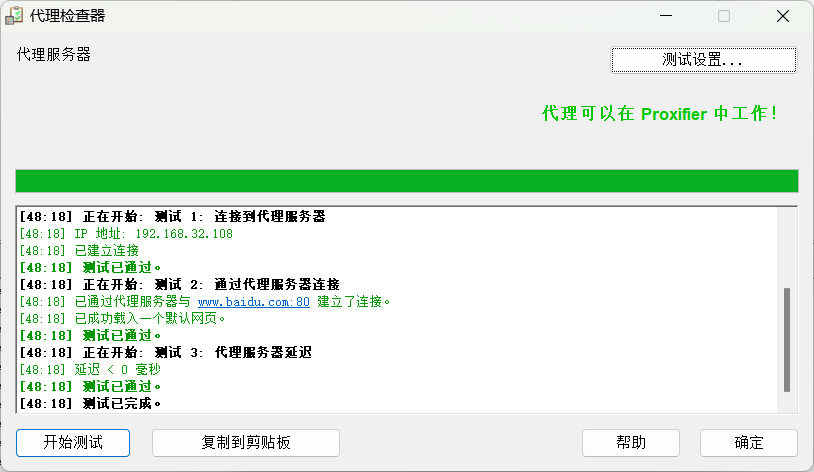 代理检查器
代理服务器
测试设置...
代理可以在 Proxifier 中工作!
[48:18] 正在开始: 测试 1: 连接到代理服务器
[48:18] IP 地址: 192.168.32.108
[48:18] 已建立连接
[48:18] 测试已通过。
[48:18] 正在开始: 测试 2: 通过代理服务器连接
[48:18] 已通过代理服务器与 www.baidu.com:80 建立了连接。
[48:18] 已成功载入一个默认网页。
[48:18] 测试已通过。
[48:18] 正在开始: 测试 3: 代理服务器延迟
[48:18] 延迟 < 0 毫秒
[48:18] 测试已通过。
[48:18] 测试已完成。
开始测试
复制到剪贴板
帮助
确定